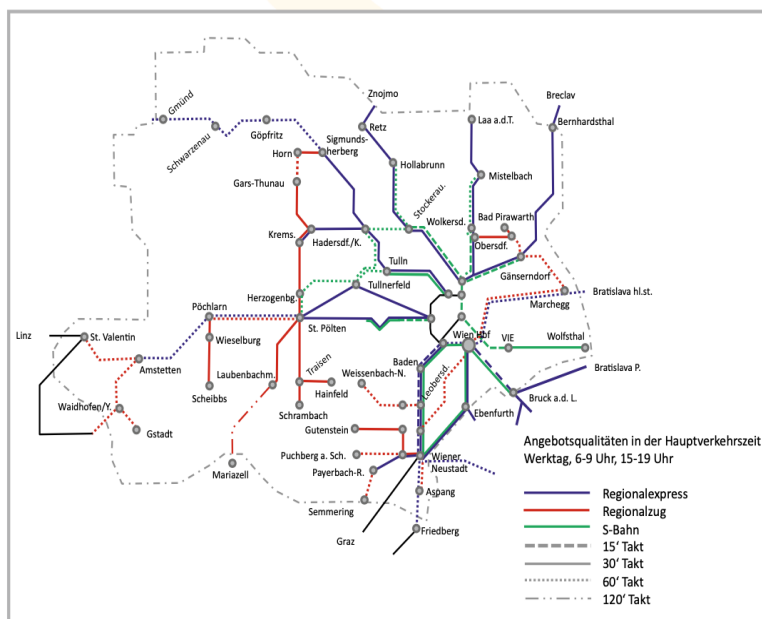 Znojmo
Breclav
Gmünd
Göpfritz
Retz
Laa a.d.T.
Bernhardsthal
Schwarzenau
Sigmunds-
herberg
Horn
Hollabrunn
Mistelbach
Gars-Thunau
Stockerau.
Wolkersd.
Bad Pirawarth
Krems.
Hadersdf./K.
Obersdf.
Tulln
Gänserndorf
Tullnerfeld
Herzogenbg.
Marchegg
Bratislava hl.st.
Pöchlarn
Linz
St. Valentin
St. Pölten
Wien Hbf
VIE
Wolfsthal
Wieselburg
Amstetten
Baden
Traisen
Weissenbach-N.
Leobersd.
Bratislava P.
Laubenbachm.
Scheibbs
Hainfeld
Bruck a.d. L.
Waidhofen/Y.
Schrambach
Ebenfurth
Gstadt
Gutenstein
Puchberg a. Sch.
Wiener
Neustadt
Mariazell
Payerbach-R.
Aspang
Semmering
Friedberg
Graz
Angebotsqualitäten in der Hauptverkehrszeit
Werktag, 6-9 Uhr, 15-19 Uhr
Regionalexpress
Regionalzug
S-Bahn
15‘ Takt
30‘ Takt
60‘ Takt
120‘ Takt